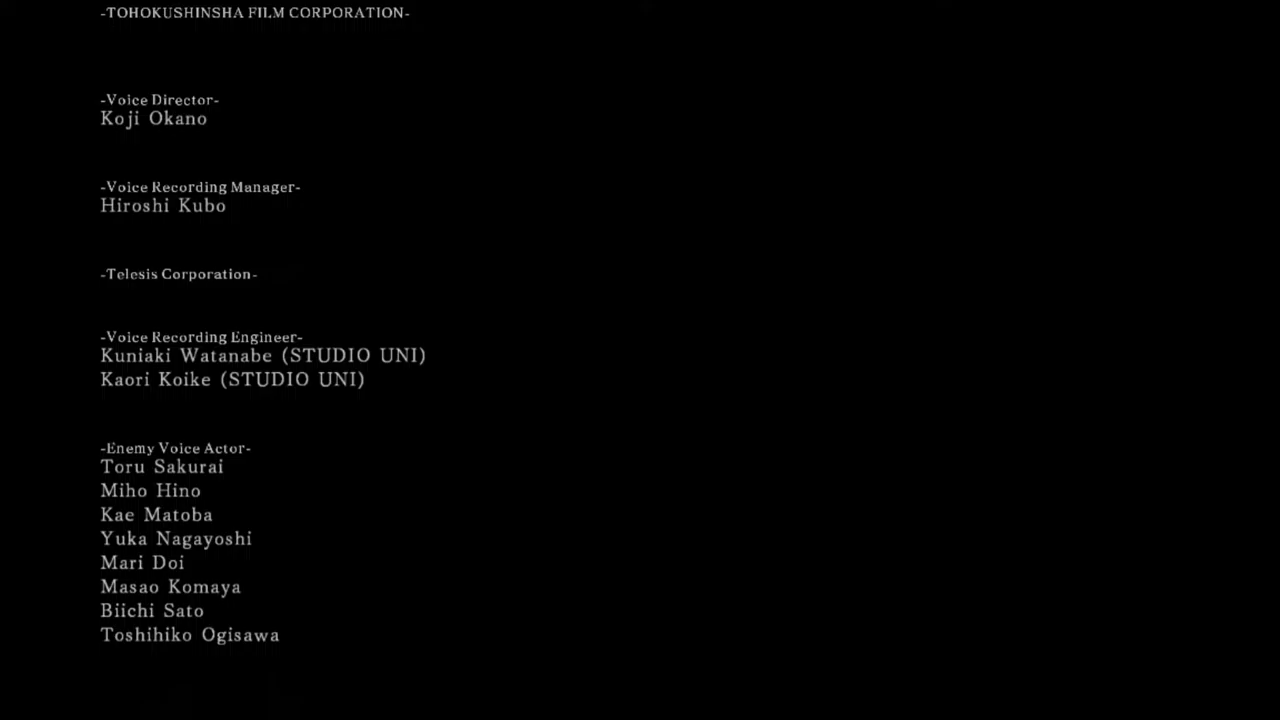 -TOHOKUSHINSHA FILM CORPORATION-
-Voice Director-
Koji Okano
-Voice Recording Manager-
Hiroshi Kubo
-Telesis Corporation-
-Voice Recording Engineer-
Kuniaki Watanabe (STUDIO UNI)
Kaori Koike (STUDIO UNI)
-Enemy Voice Actor-
Toru Sakurai
Miho Hino
Kae Matoba
Yuka Nagayoshi
Mari Doi
Masao Komaya
Biichi Sato
Toshihiko Ogisawa